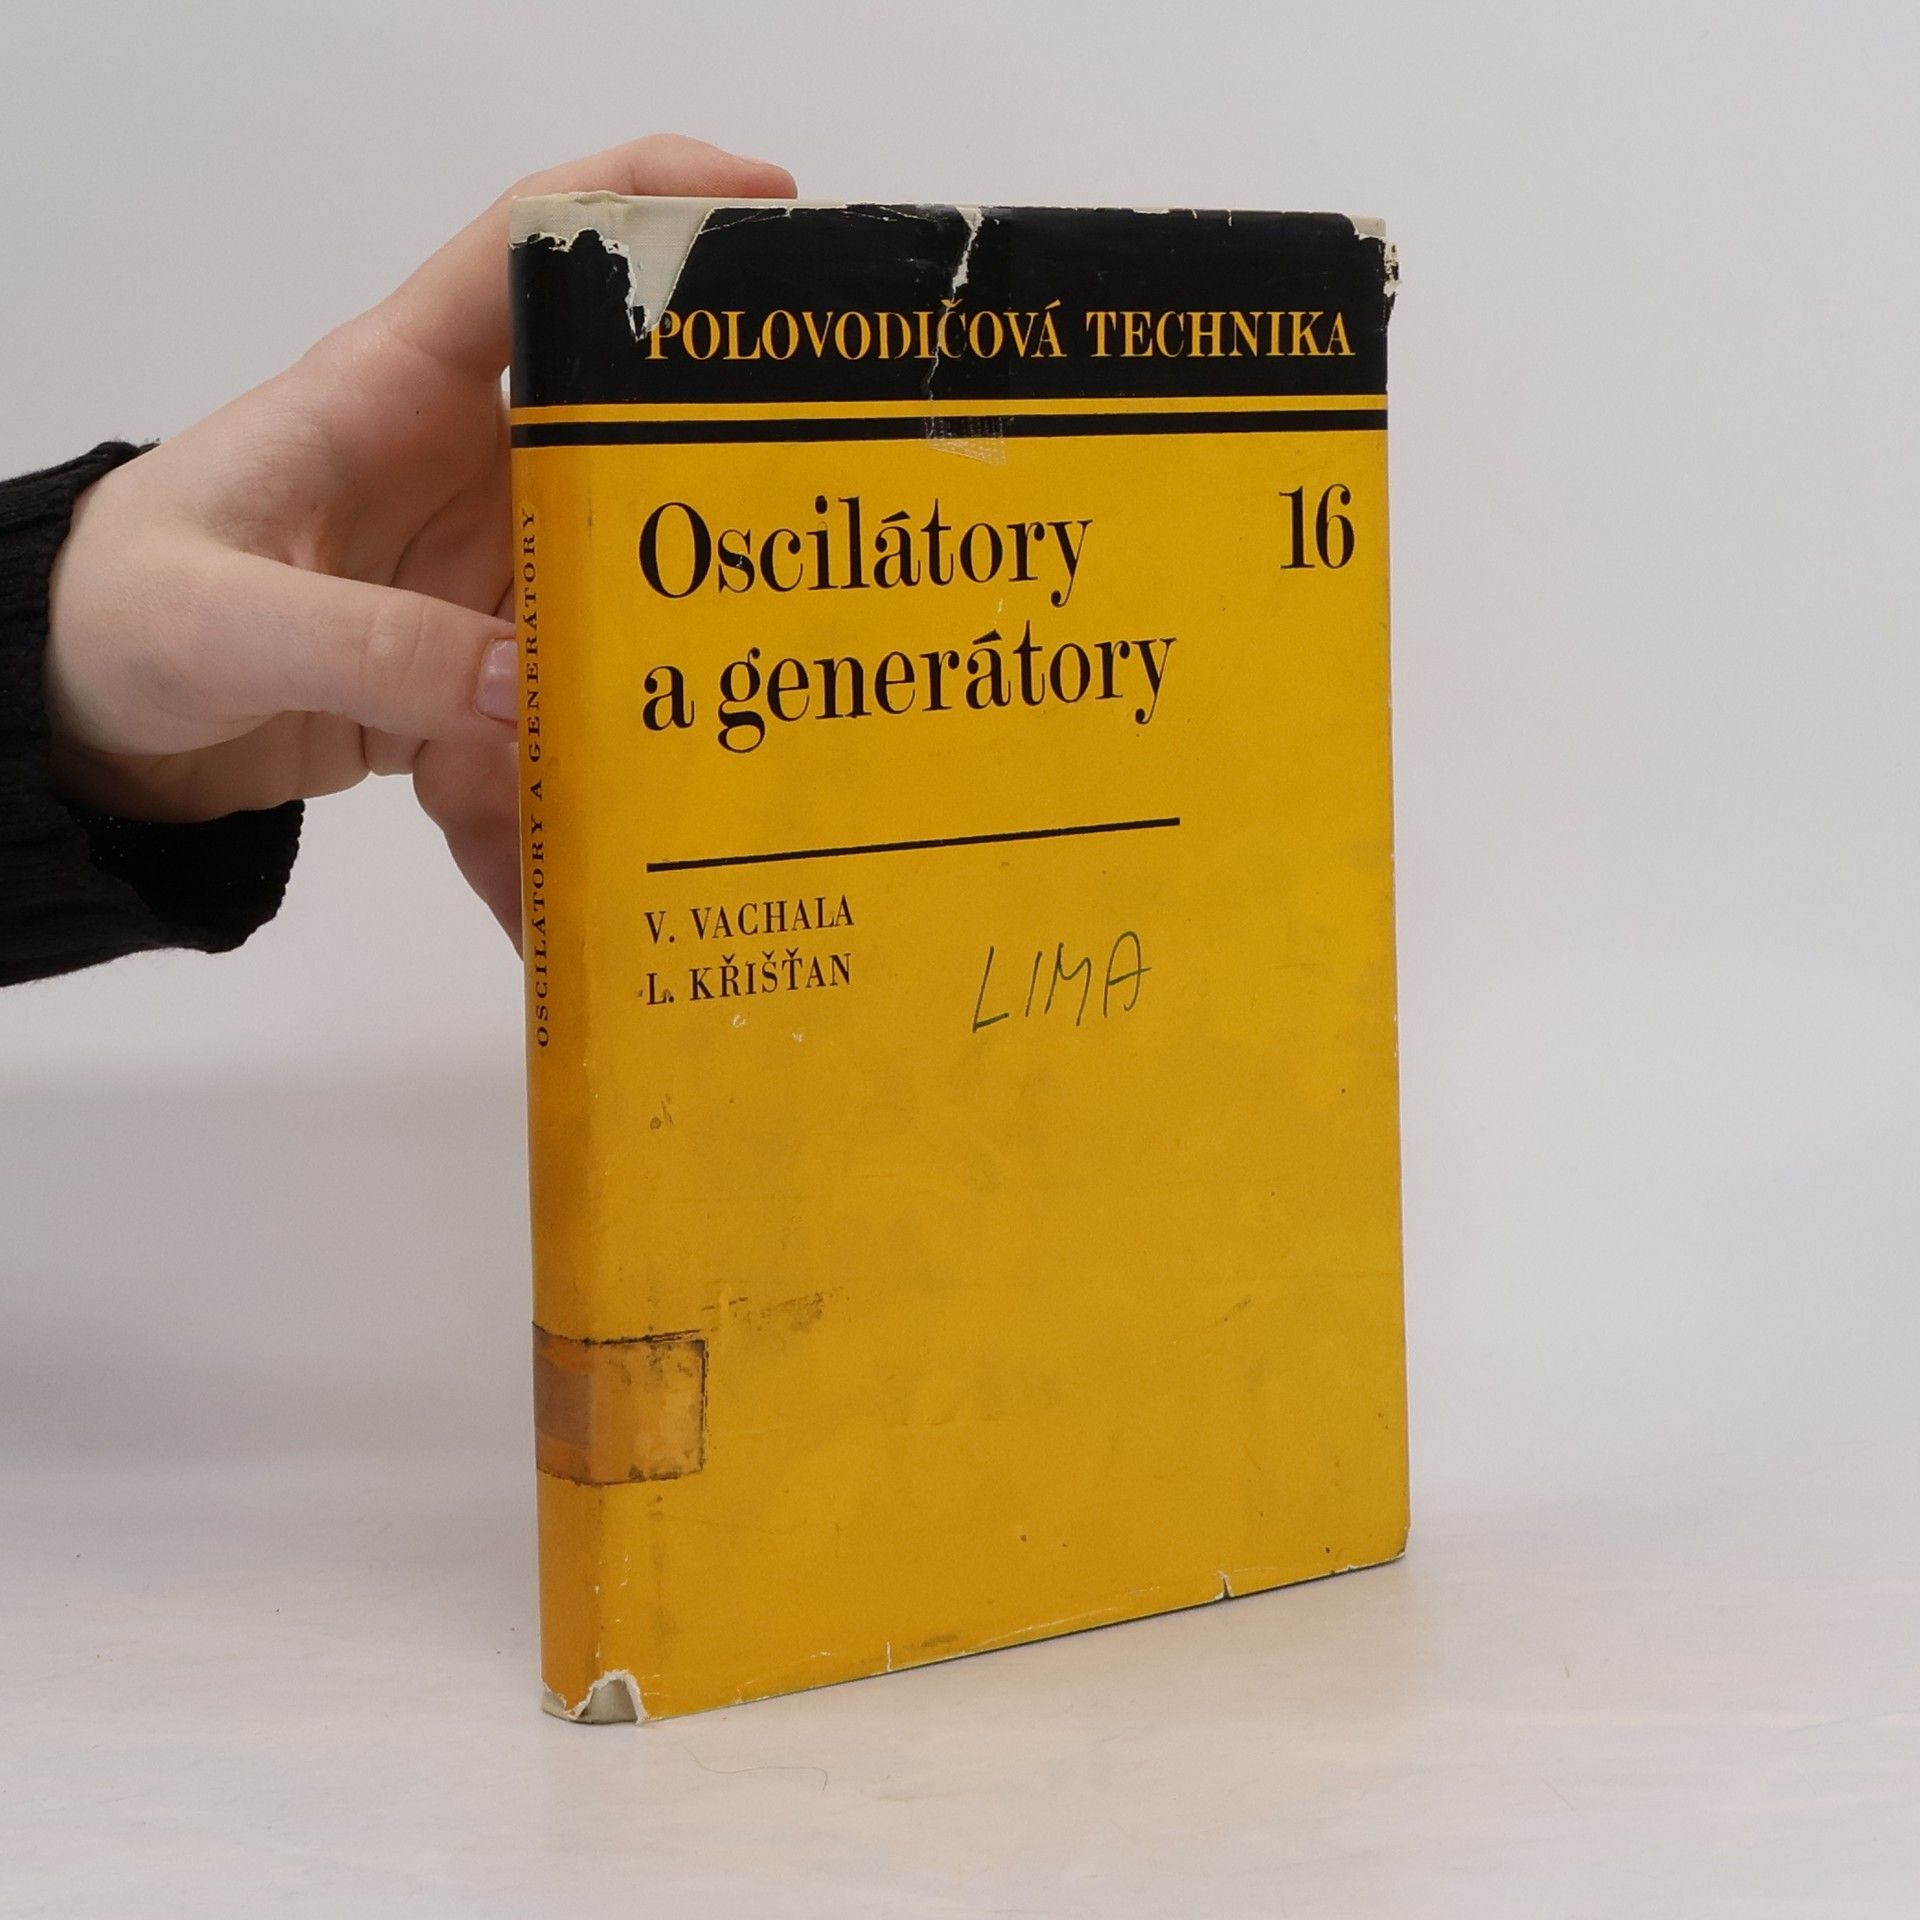 POLOVODIČOVÁ TECHNIKA
Oscilátory 16
a generátory
V. VACHALA
L. KŘIŠŤAN
LIMA
OSCILÁTORY A GENERÁTORY